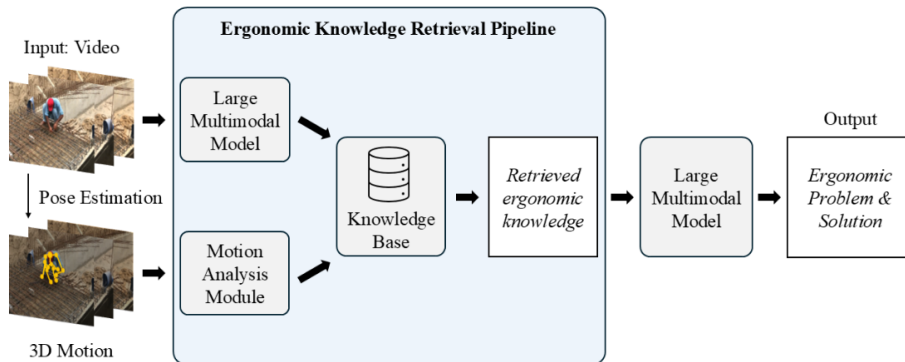 Ergonomic Knowledge Retrieval Pipeline
Input: Video
Large
Multimodal
Model
Pose Estimation
Motion
Analysis
Module
3D Motion
Knowledge
Base
Retrieved
ergonomic
knowledge
Large
Multimodal
Model
Output
Ergonomic
Problem &
Solution